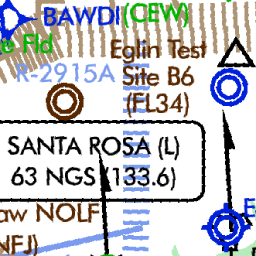 BAWDI(CEW)
e Fld
Eglin Test
R-2915A Site B6
(FL34)
SANTA ROSA (L)
63 NGS (133.6)
aw NOLF
NFJ)